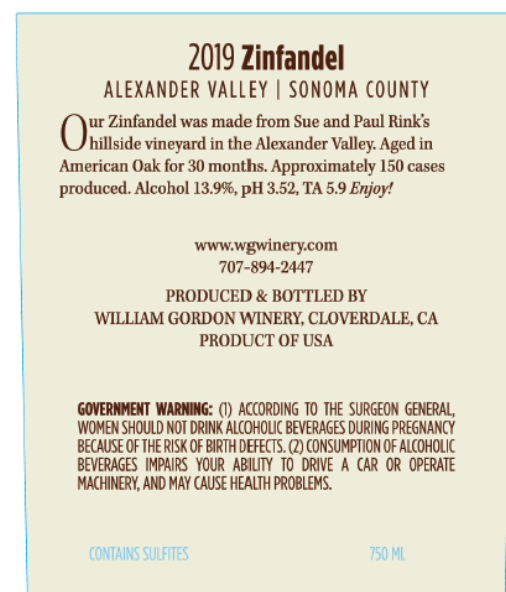 2019 Zinfandel
ALEXANDER VALLEY | SONOMA COUNTY
Our Zinfandel was made from Sue and Paul Rink's
hillside vineyard in the Alexander Valley. Aged in
American Oak for 30 months. Approximately 150 cases
produced. Alcohol 13.9%, pH 3.52, TA 5.9 Enjoy!
www.wgwinery.com
707-894-2447
PRODUCED & BOTTLED BY
WILLIAM GORDON WINERY, CLOVERDALE, CA
PRODUCT OF USA
GOVERNMENT WARNING: (1) ACCORDING TO THE SURGEON GENERAL,
WOMEN SHOULD NOT DRINK ALCOHOLIC BEVERAGES DURING PREGNANCY
BECAUSE OF THE RISK OF BIRTH DEFECTS. (2) CONSUMPTION OF ALCOHOLIC
BEVERAGES IMPAIRS YOUR ABILITY TO DRIVE A CAR OR OPERATE
MACHINERY, AND MAY CAUSE HEALTH PROBLEMS.
CONTAINS SULFITES 750 ML